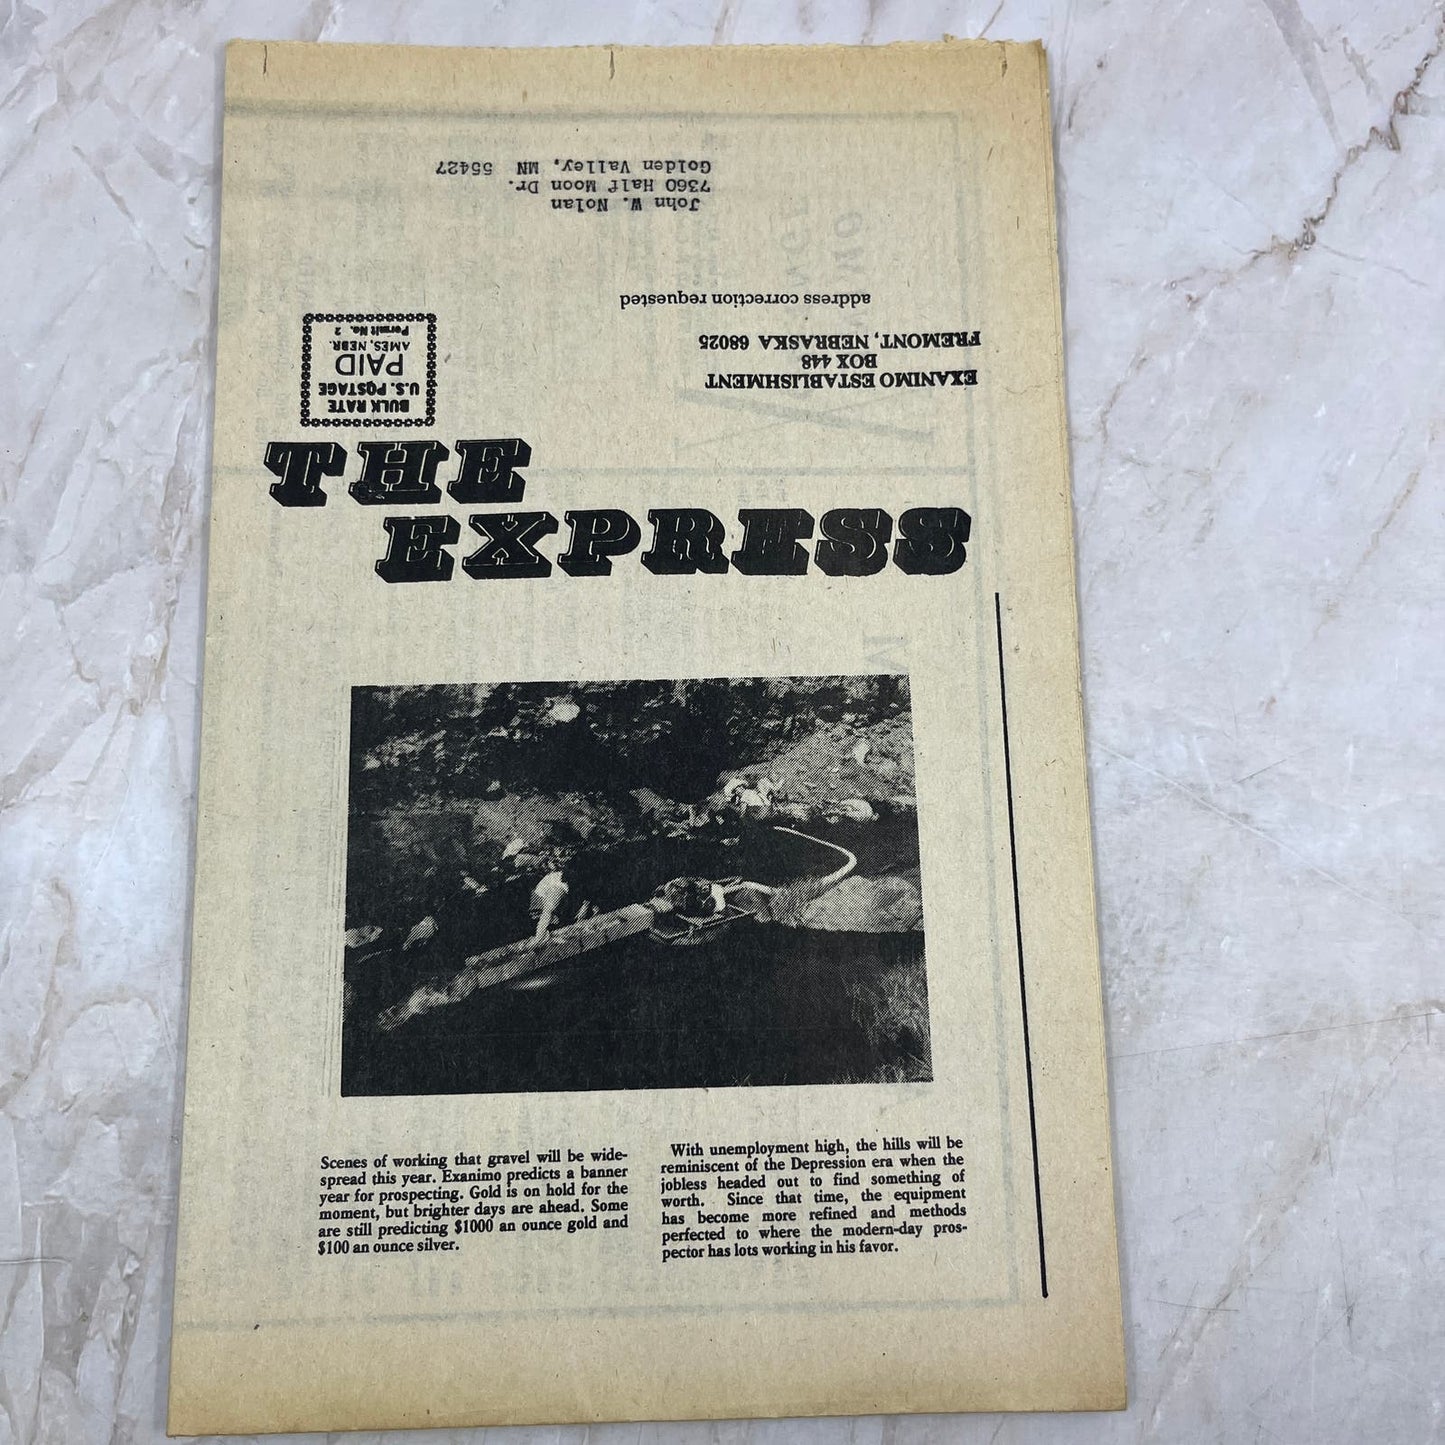 John W. Nolan
7360 Half Moon Dr.
Golden Valley, MN 55427
address correction requested
EXANIMO ESTABLISHMENT
BOX 448
FREMONT, NEBRASKA 68025
BULK RATE
U.S. POSTAGE
PAID
AMES, NEBR.
Permit No. 2
THE
EXPRESS
Scenes of working that gravel will be wide-
spread this year. Exanimo predicts a banner
year for prospecting. Gold is on hold for the
moment, but brighter days are ahead. Some
are still predicting $1000 an ounce gold and
$100 an ounce silver.
With unemployment high, the hills will be
reminiscent of the Depression era when the
jobless headed out to find something of
worth. Since that time, the equipment
has become more refined and methods
perfected to where the modern-day pros-
pector has lots working in his favor.